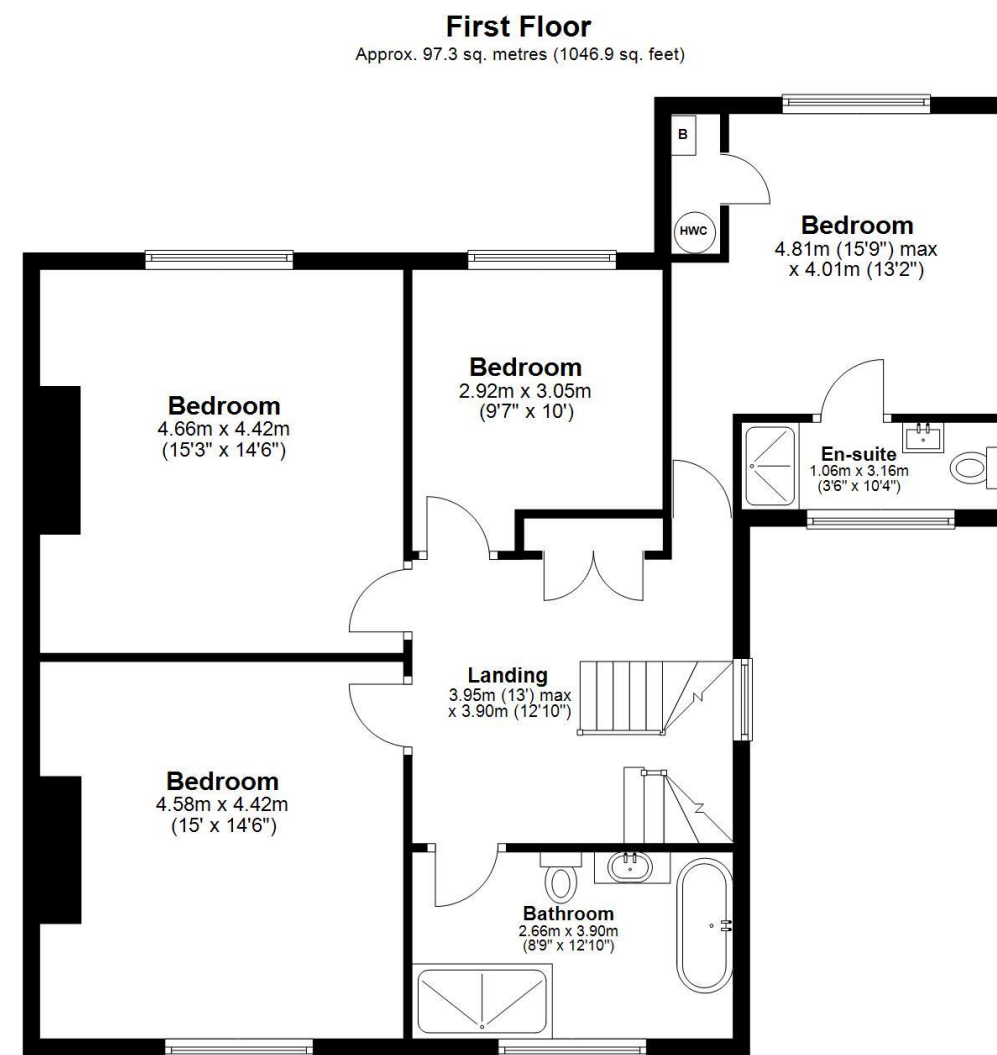 First Floor
Approx. 97.3 sq. metres (1046.9 sq. feet)
B
HWC
Bedroom
4.81m (15'9") max
x 4.01m (13'2")
Bedroom
2.92m x 3.05m
(9'7" x 10')
Bedroom
4.66m x 4.42m
(15'3" x 14'6")
En-suite
1.06m x 3.16m
(3'6" x 10'4")
Landing
3.95m (13') max
x 3.90m (12'10")
Bedroom
4.58m x 4.42m
(15' x 14'6")
Bathroom
2.66m x 3.90m
(8'9" x 12'10")